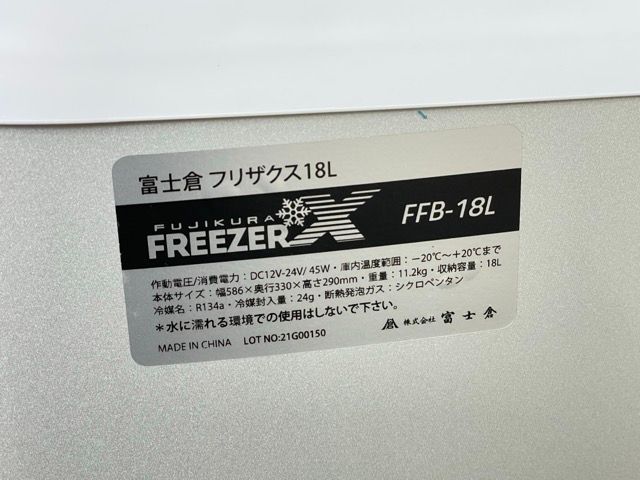 富士倉 フリザクス18L
FUJIKURA
FREEZER X
FFB-18L
作動電圧/消費電力：DC12V-24V/ 45W・庫内温度範囲：−20℃〜＋20℃まで
本体サイズ：幅586×奥行330×高さ290mm・重量：11.2kg・収納容量：18L
冷媒名：R134a・冷媒封入量：24g・断熱発泡ガス：シクロペンタン
＊水に濡れる環境での使用はしないで下さい。
MADE IN CHINA LOT NO:21G00150
株式会社 富士倉